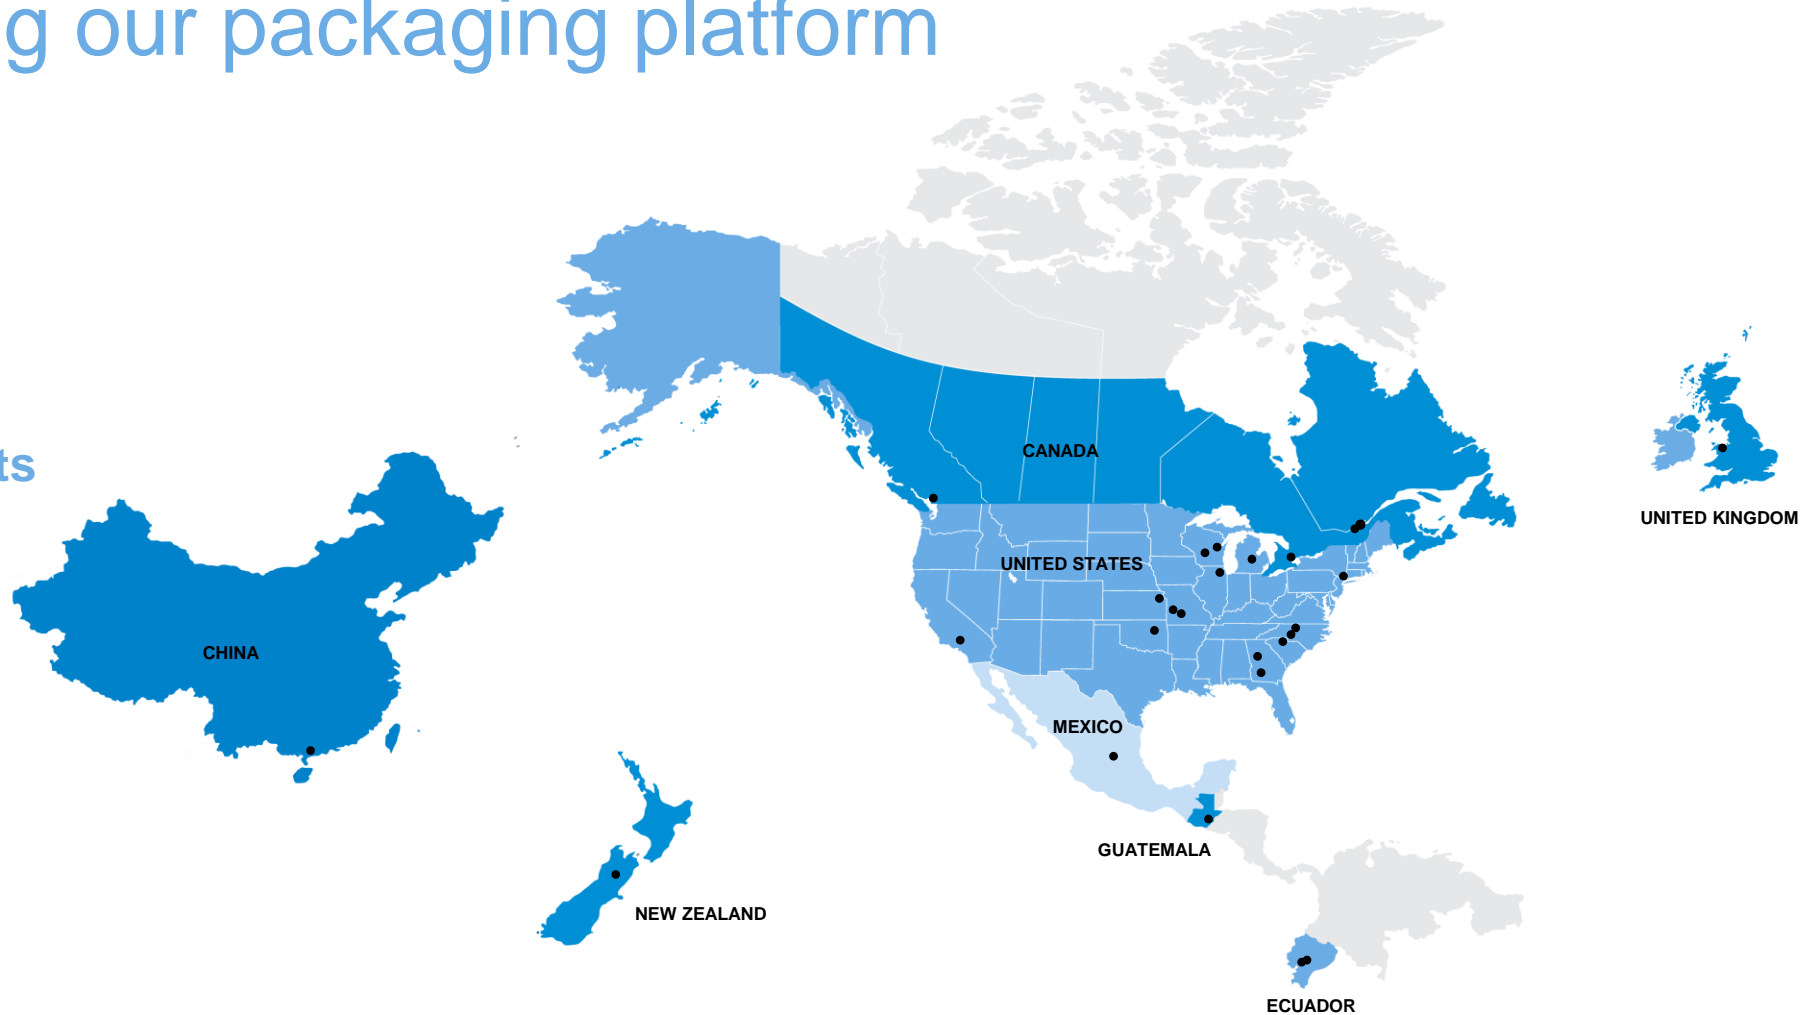 g our packaging platform
ts
CANADA
UNITED KINGDOM
UNITED STATES
CHINA
MEXICO
GUATEMALA
NEW ZEALAND
ECUADOR